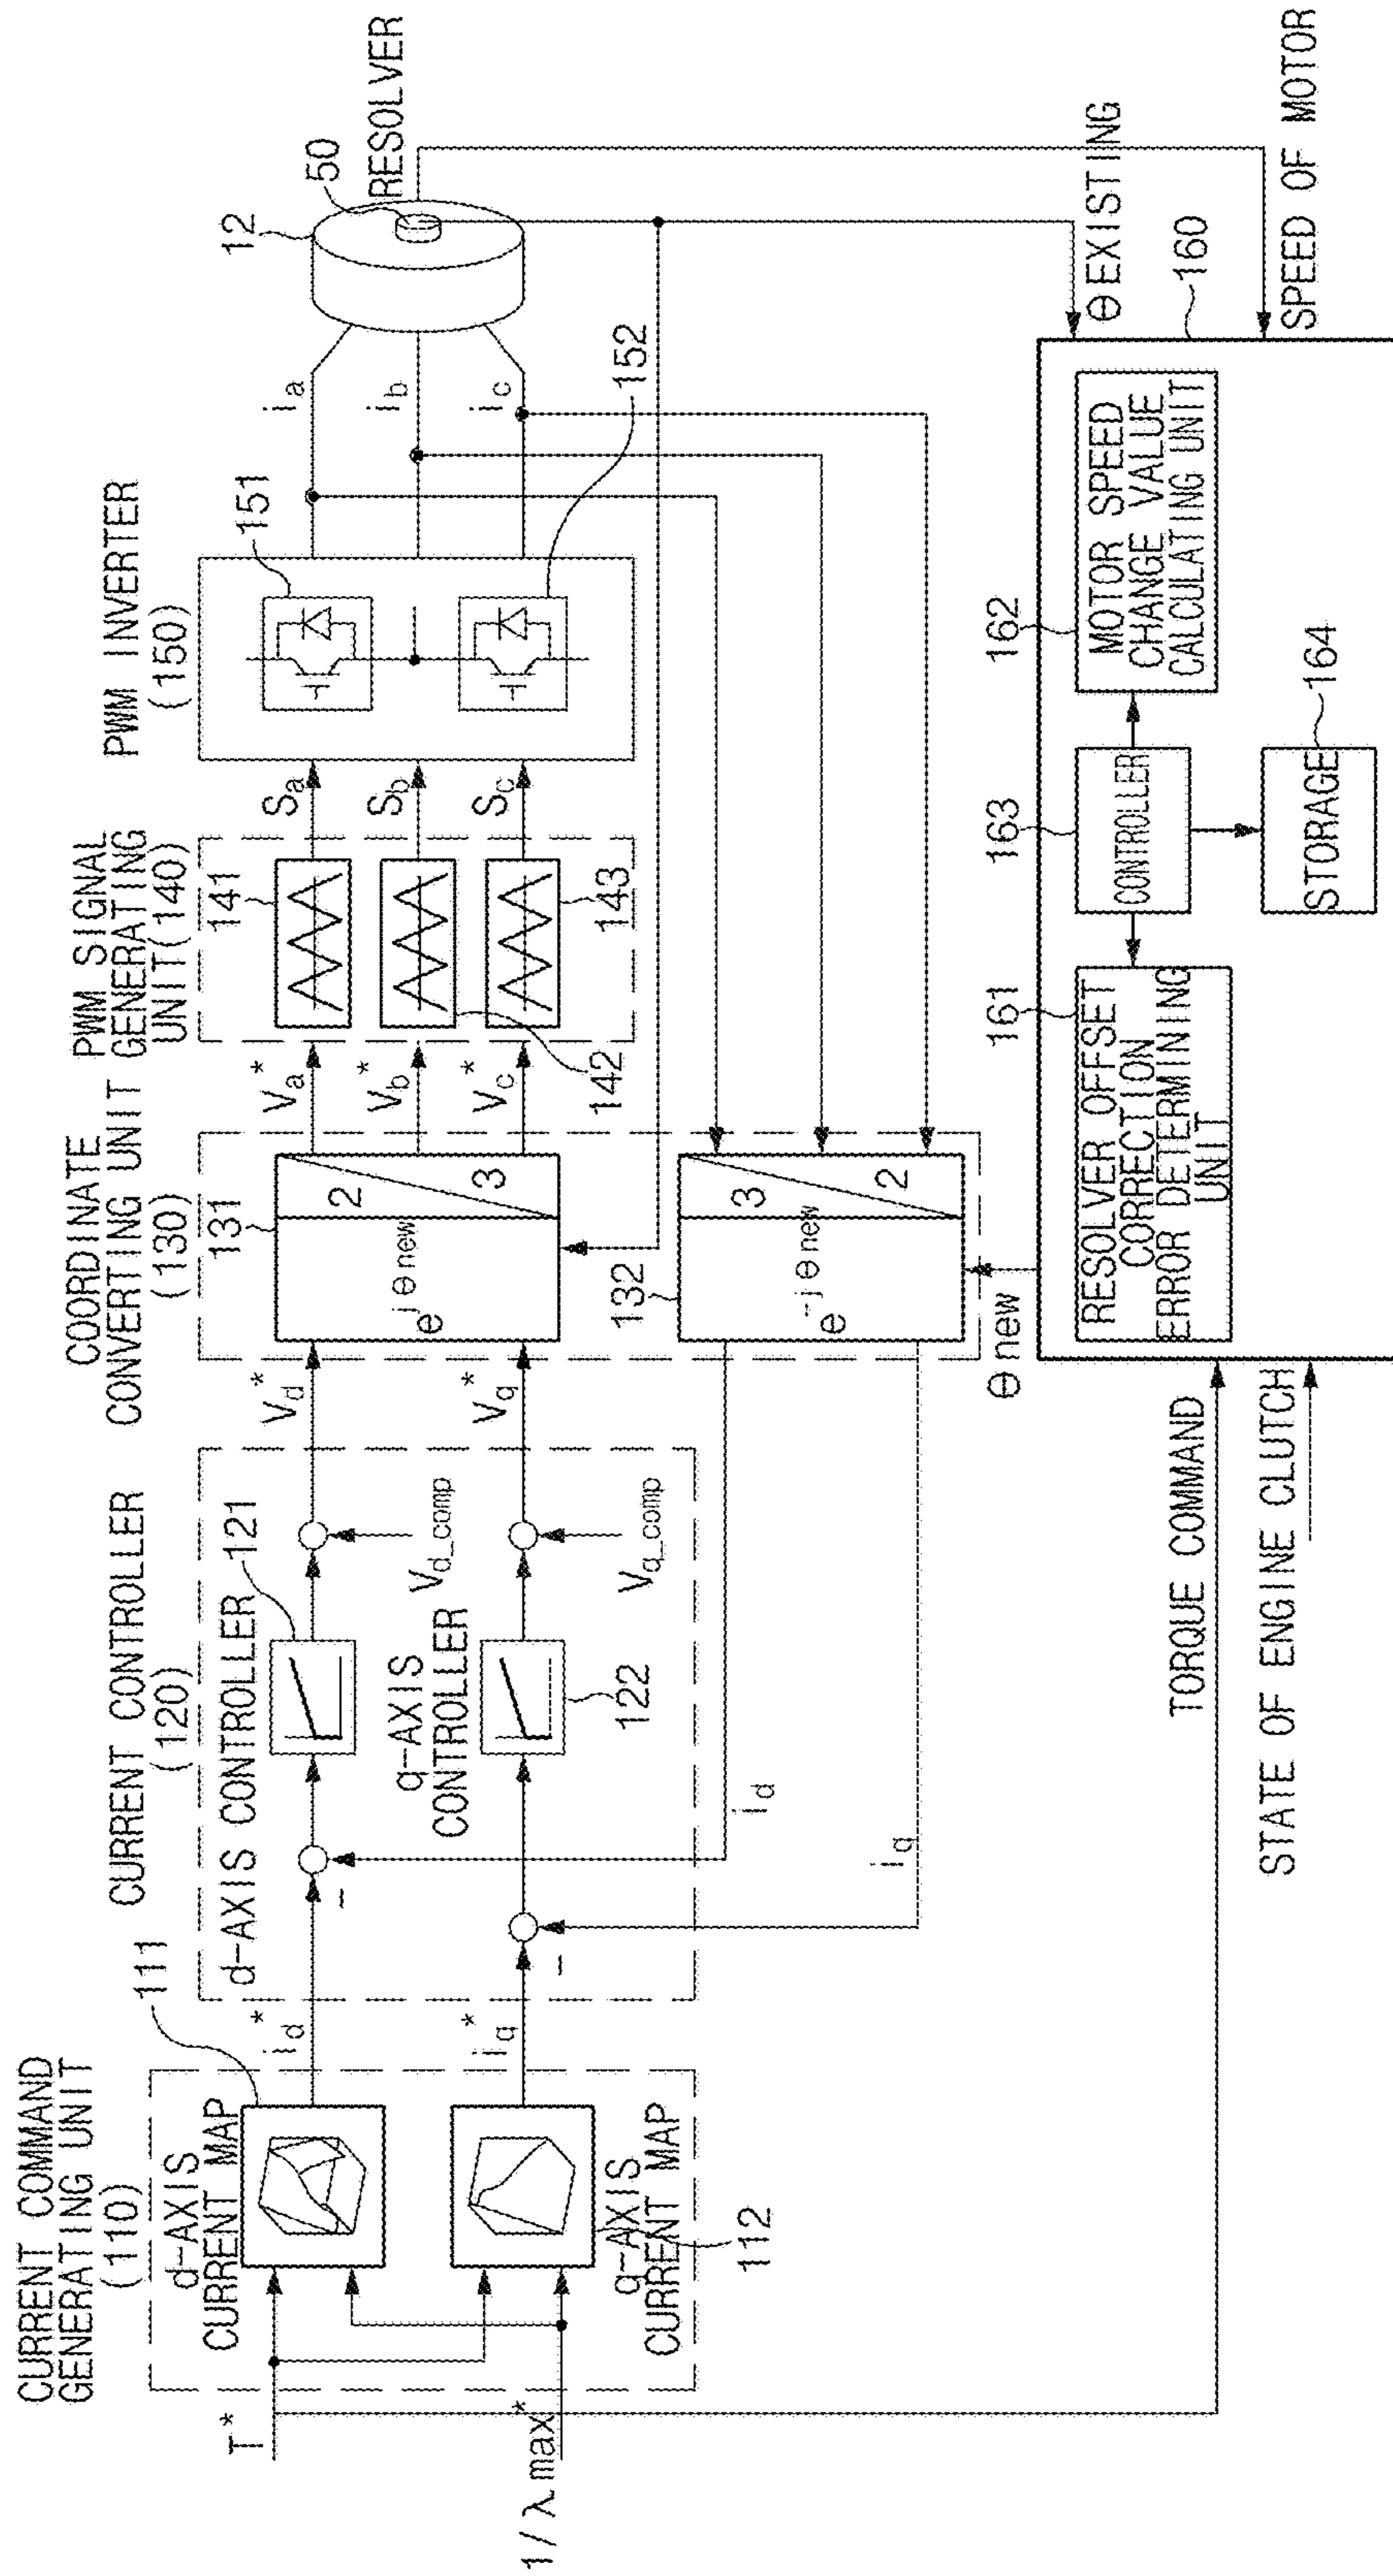 CURRENT COMMAND
GENERATING UNIT
(110)
d-AXIS
CURRENT MAP
111
T*
1/λmax*
q-AXIS
CURRENT MAP
112
id*
iq*
CURRENT CONTROLLER
(120)
d-AXIS CONTROLLER
121
q-AXIS
CONTROLLER
122
-
-
Vd_comp
Vq_comp
id
iq
Vd*
Vq*
COORDINATE
CONVERTING UNIT
(130)
131
e^jθnew
2
3
132
e^-jθnew
3
2
θnew
Va*
Vb*
Vc*
PWM SIGNAL
GENERATING
UNIT(140)
141
142
143
Sa
Sb
Sc
PWM INVERTER
(150)
151
152
ia
ib
ic
12
50
RESOLVER
θEXISTING
160
SPEED OF MOTOR
TORQUE COMMAND
STATE OF ENGINE CLUTCH
161
RESOLVER OFFSET
CORRECTION
ERROR DETERMINING
UNIT
163
CONTROLLER
162
MOTOR SPEED
CHANGE VALUE
CALCULATING UNIT
164
STORAGE